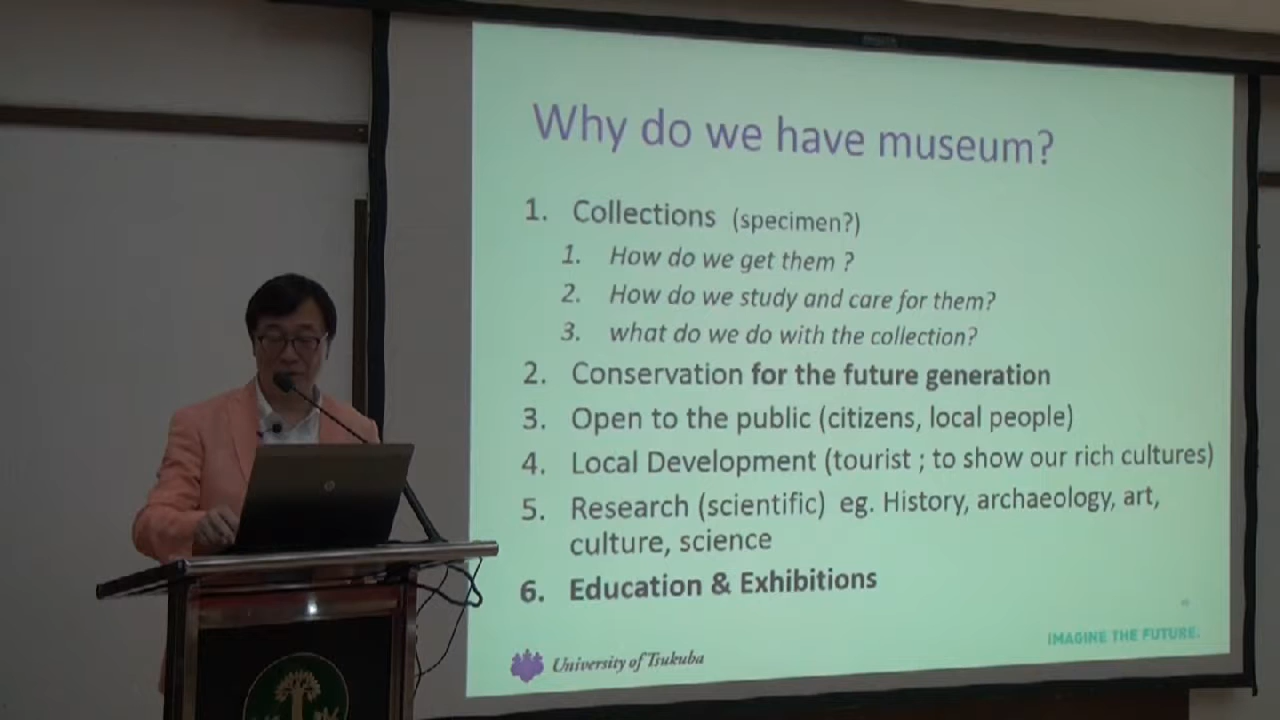 Why do we have museum?
1. Collections (specimen?)
1. How do we get them ?
2. How do we study and care for them?
3. what do we do with the collection?
2. Conservation for the future generation
3. Open to the public (citizens, local people)
4. Local Development (tourist ; to show our rich cultures)
5. Research (scientific) eg. History, archaeology, art,
culture, science
6. Education & Exhibitions
IMAGINE THE FUTURE.
University of Tsukuba
hp